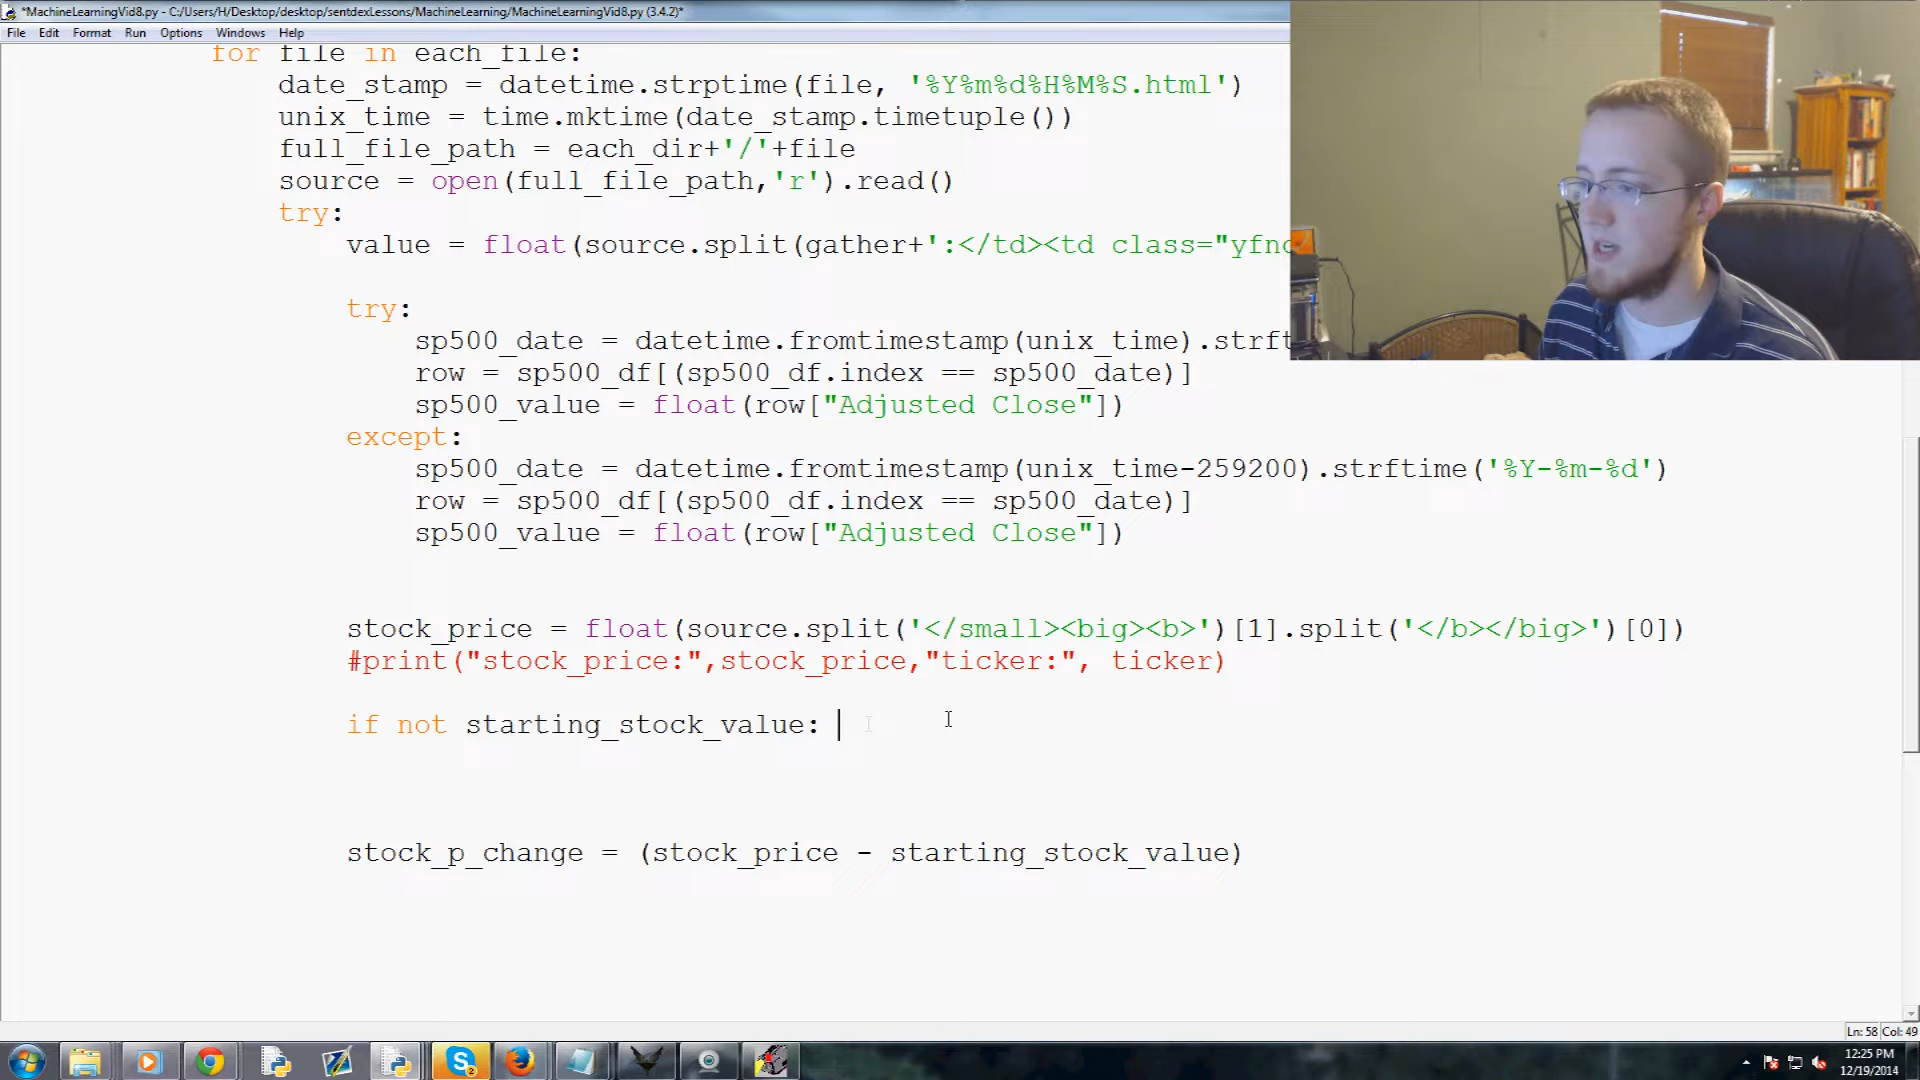 *MachineLearningVid8.py - C:/Users/H/Desktop/desktop/sentdexLessons/MachineLearning/MachineLearningVid8.py (3.4.2)*
File Edit Format Run Options Windows Help
for file in each_file:
date_stamp = datetime.strptime(file, '%Y%m%d%H%M%S.html')
unix_time = time.mktime(date_stamp.timetuple())
full_file_path = each_dir+'/'+file
source = open(full_file_path,'r').read()
try:
value = float(source.split(gather+':</td><td class="yfnc
try:
sp500_date = datetime.fromtimestamp(unix_time).strft
row = sp500_df[(sp500_df.index == sp500_date)]
sp500_value = float(row["Adjusted Close"])
except:
sp500_date = datetime.fromtimestamp(unix_time-259200).strftime('%Y-%m-%d')
row = sp500_df[(sp500_df.index == sp500_date)]
sp500_value = float(row["Adjusted Close"])
stock_price = float(source.split('</small><big><b>')[1].split('</b></big>')[0])
#print("stock_price:",stock_price,"ticker:", ticker)
if not starting_stock_value:
stock_p_change = (stock_price - starting_stock_value)
Ln: 58 Col: 49
12:25 PM
12/19/2014